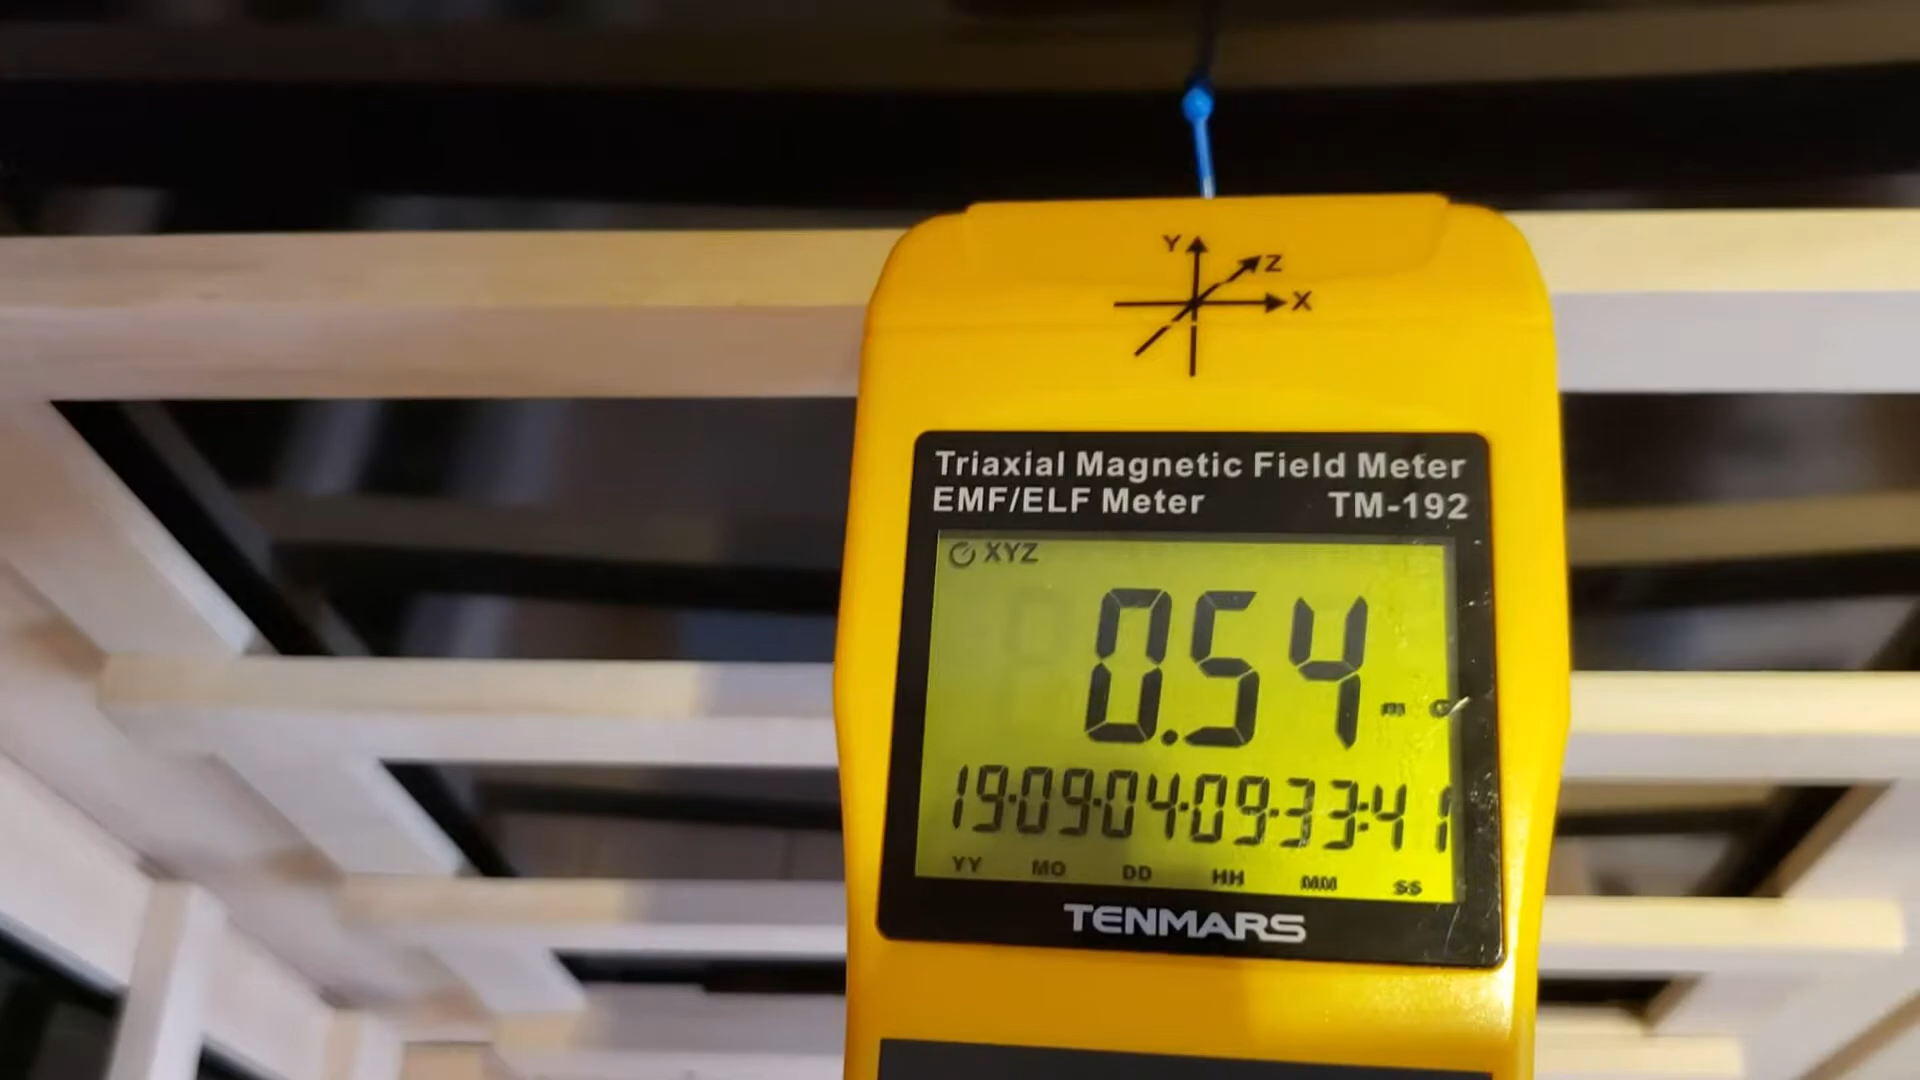 Y
Z
X
Triaxial Magnetic Field Meter
EMF/ELF Meter TM-192
XYZ
0.54 mG
19-09-04-09-33:41
YY MO DD HH MM SS
TENMARS